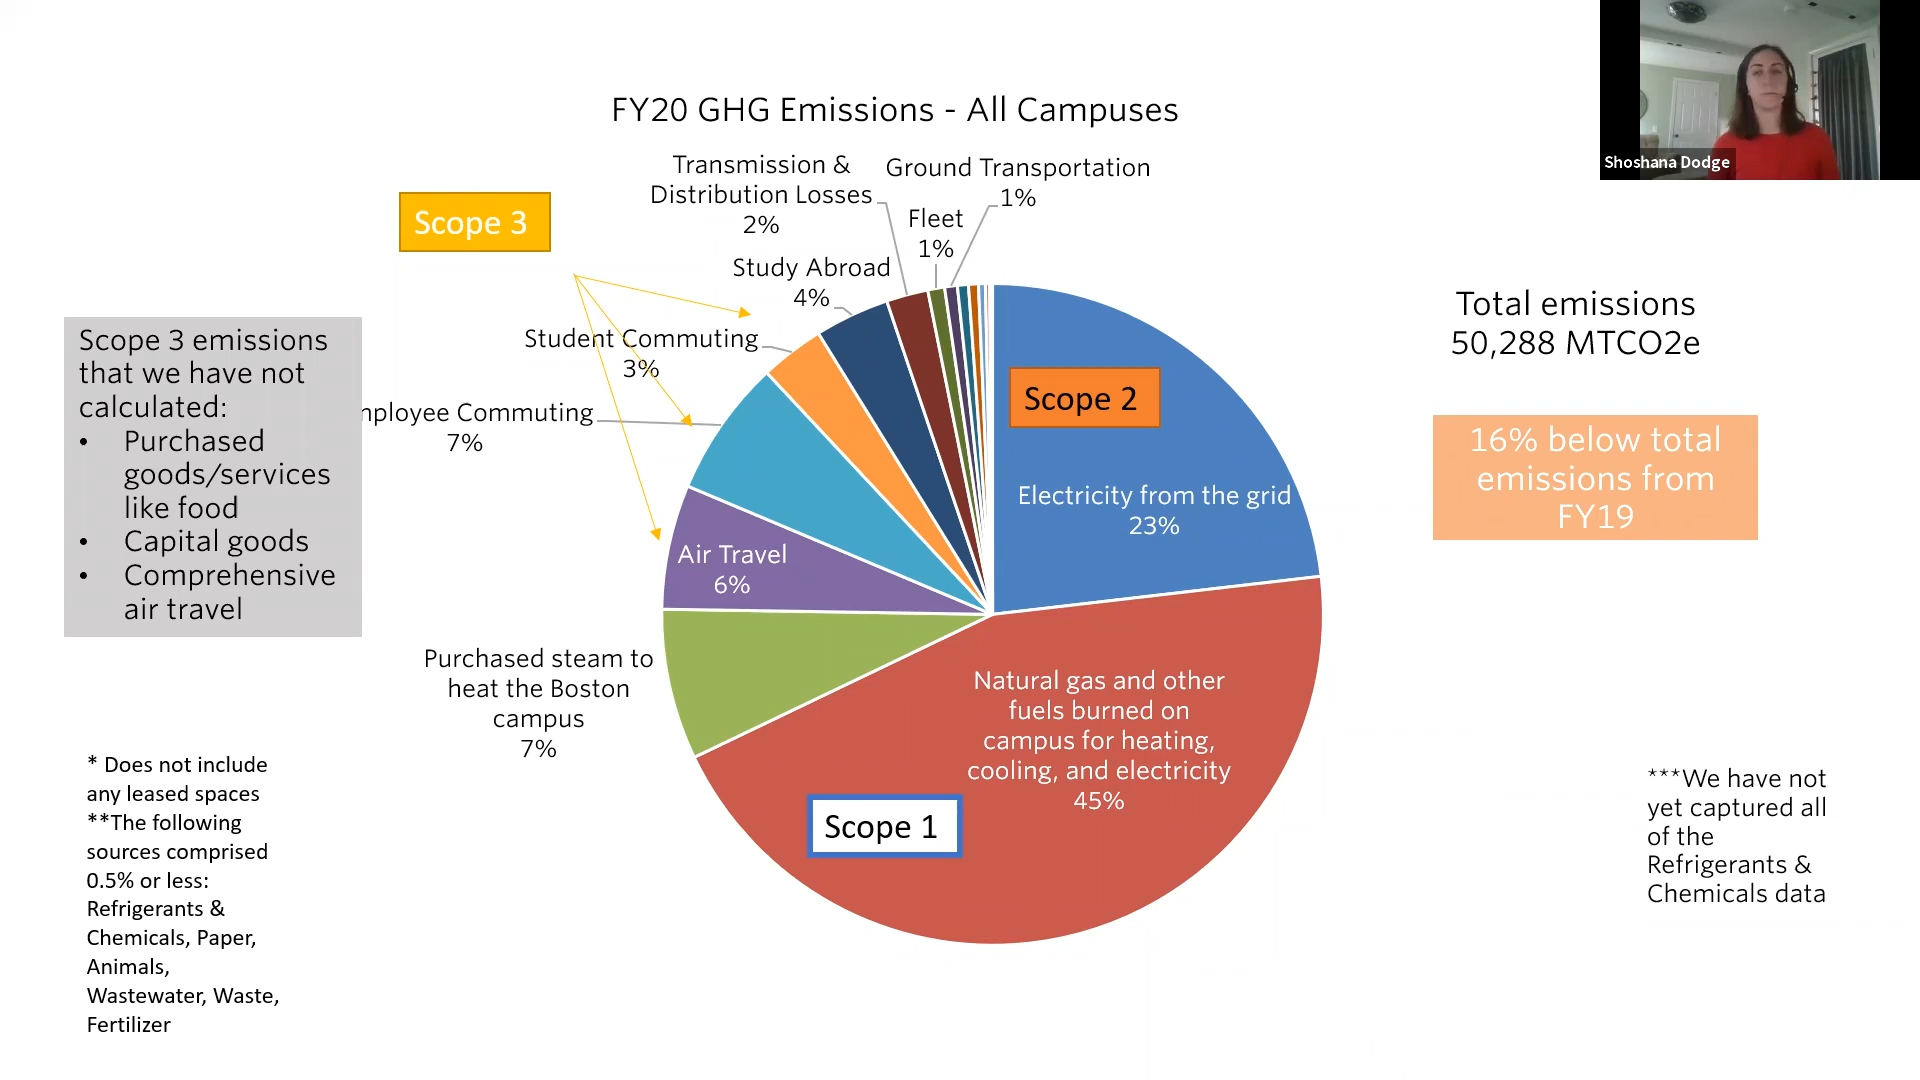 FY20 GHG Emissions - All Campuses
Shoshana Dodge
Scope 3
Transmission &
Distribution Losses
2%
Ground Transportation
1%
Fleet
1%
Study Abroad
4%
Student Commuting
3%
mployee Commuting
7%
Air Travel
6%
Purchased steam to
heat the Boston
campus
7%
Scope 2
Electricity from the grid
23%
Natural gas and other
fuels burned on
campus for heating,
cooling, and electricity
45%
Scope 1
Scope 3 emissions
that we have not
calculated:
• Purchased
goods/services
like food
• Capital goods
• Comprehensive
air travel
* Does not include
any leased spaces
**The following
sources comprised
0.5% or less:
Refrigerants &
Chemicals, Paper,
Animals,
Wastewater, Waste,
Fertilizer
Total emissions
50,288 MTCO2e
16% below total
emissions from
FY19
***We have not
yet captured all
of the
Refrigerants &
Chemicals data